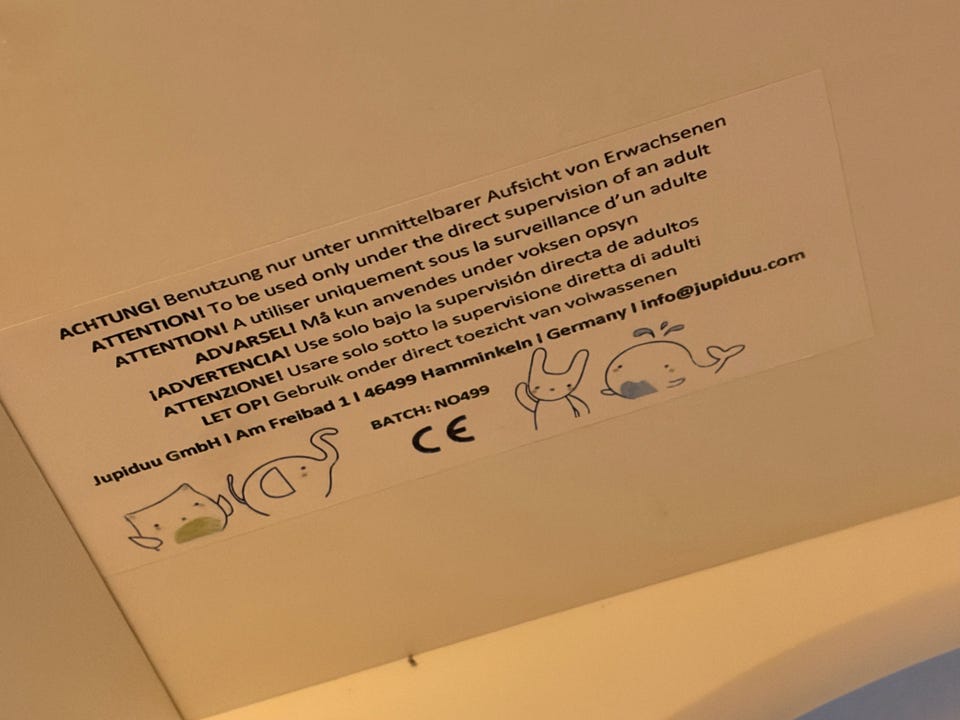 ACHTUNG! Benutzung nur unter unmittelbarer Aufsicht von Erwachsenen
ATTENTION! To be used only under the direct supervision of an adult
ATTENTION! A utiliser uniquement sous la surveillance d'un adulte
ADVARSEL! Må kun anvendes under voksen opsyn
¡ADVERTENCIA! Use solo bajo la supervisión directa de adultos
ATTENZIONE! Usare solo sotto la supervisione diretta di adulti
LET OP! Gebruik onder direct toezicht van volwassenen
Jupiduu GmbH I Am Freibad 1 I 46499 Hamminkeln I Germany I info@jupiduu.com
BATCH: NO499
CE